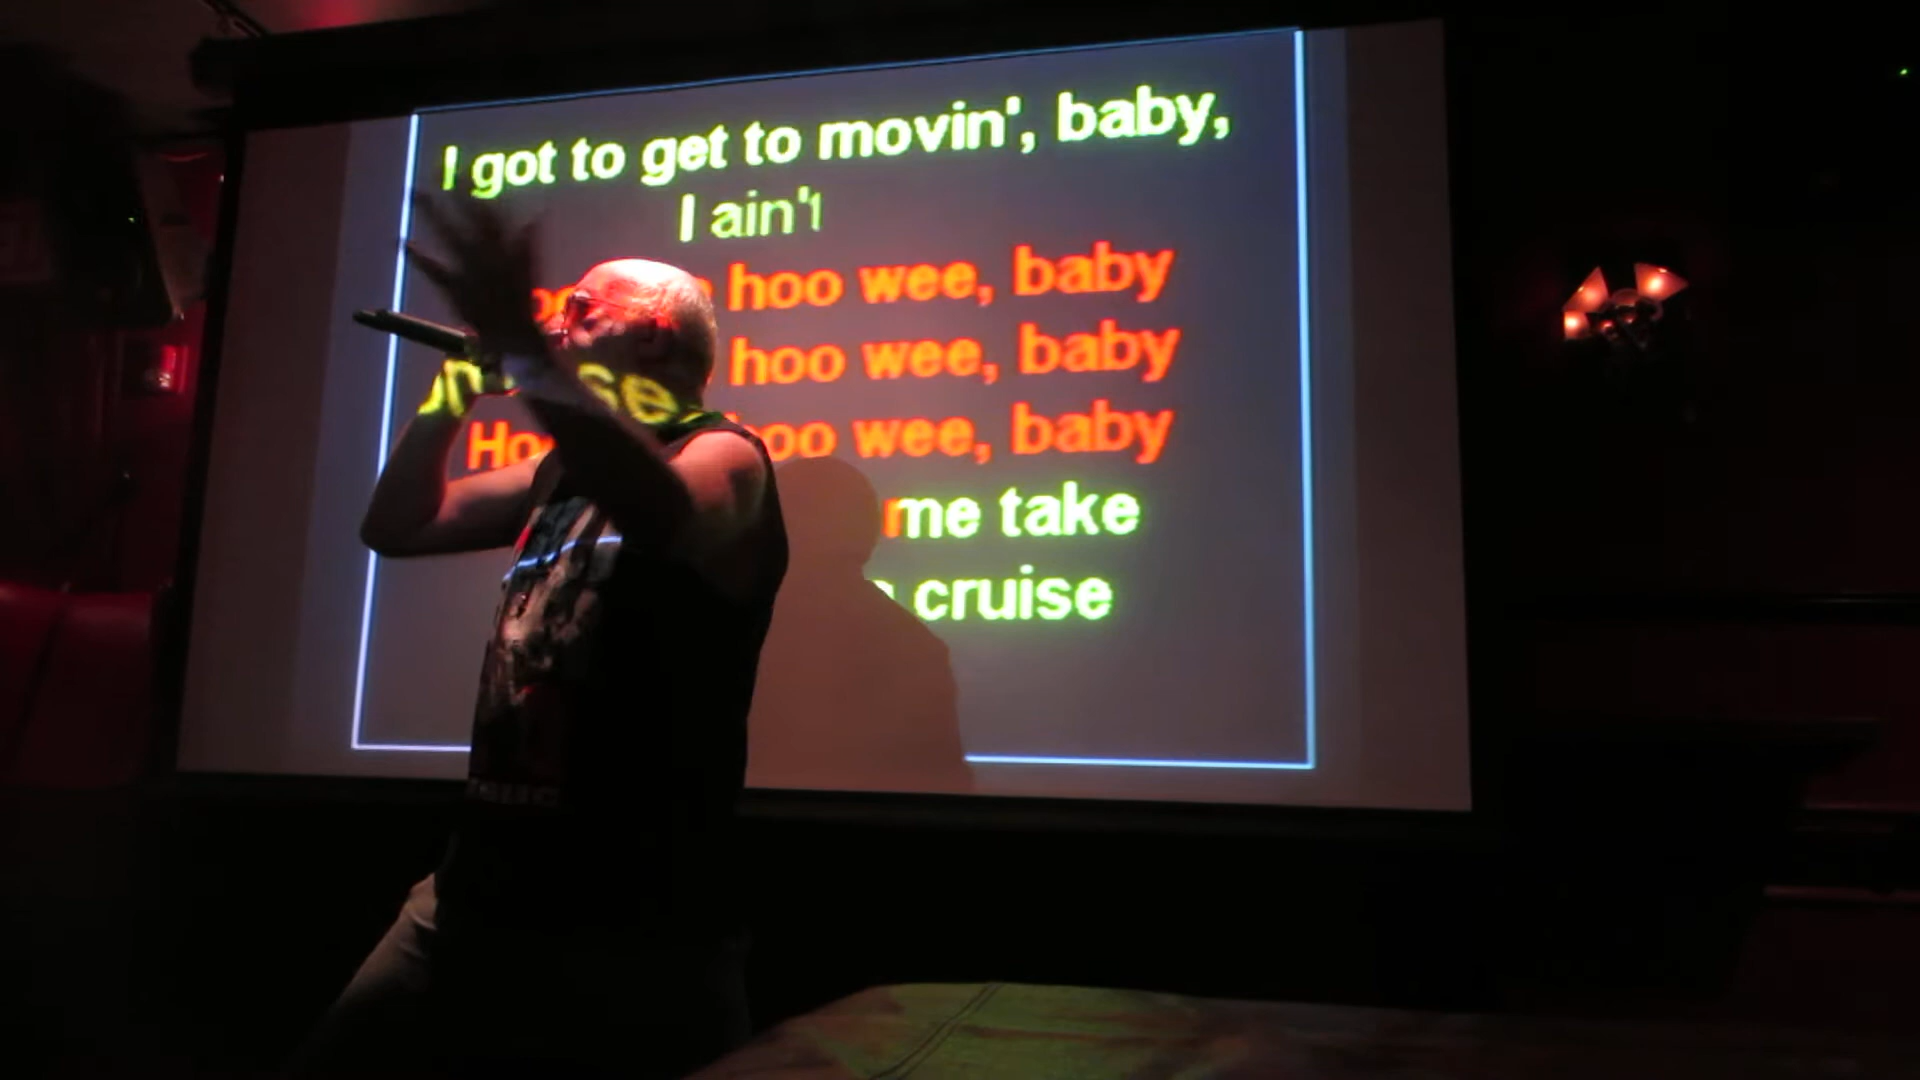 I got to get to movin', baby,
I ain't
hoo wee, baby
hoo wee, baby
hoo wee, baby
me take
cruise